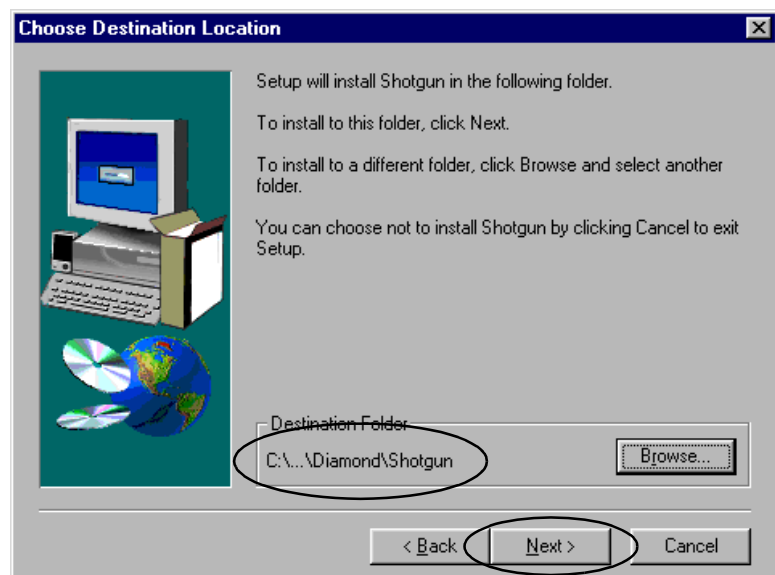 Choose Destination Location
Setup will install Shotgun in the following folder.
To install to this folder, click Next.
To install to a different folder, click Browse and select another
folder.
You can choose not to install Shotgun by clicking Cancel to exit
Setup.
Destination Folder
C:\...\Diamond\Shotgun
Browse...
< Back
Next >
Cancel